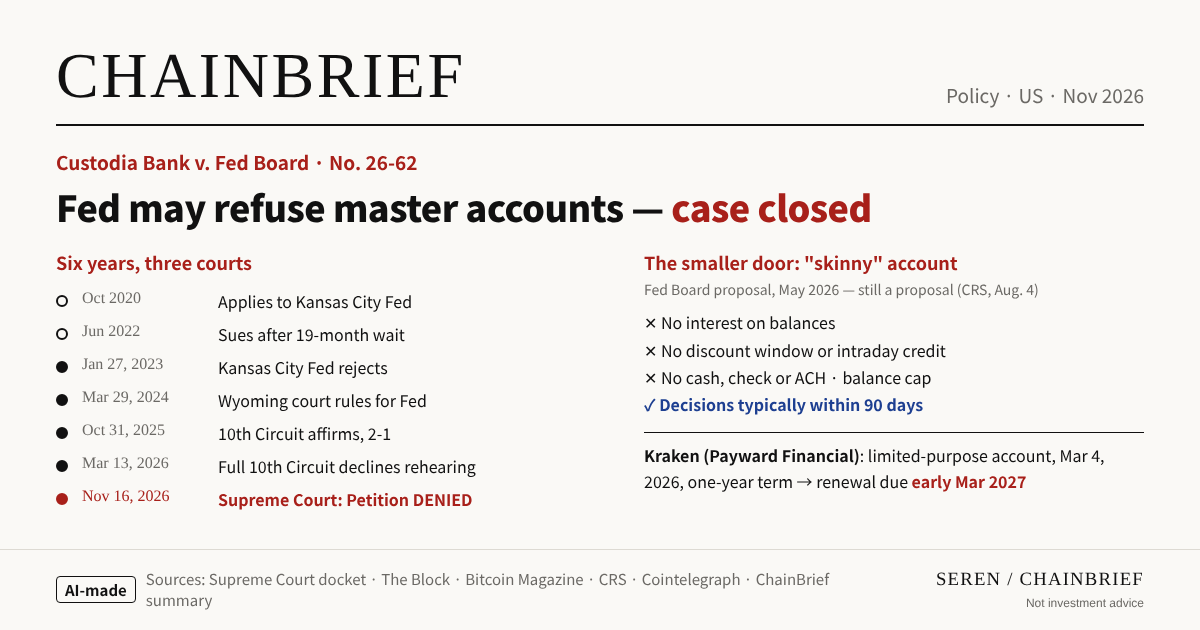 CHAINBRIEF
Policy · US · Nov 2026
Custodia Bank v. Fed Board · No. 26-62
Fed may refuse master accounts — case closed
Six years, three courts
Oct 2020 Applies to Kansas City Fed
Jun 2022 Sues after 19-month wait
Jan 27, 2023 Kansas City Fed rejects
Mar 29, 2024 Wyoming court rules for Fed
Oct 31, 2025 10th Circuit affirms, 2-1
Mar 13, 2026 Full 10th Circuit declines rehearing
Nov 16, 2026 Supreme Court: Petition DENIED
The smaller door: "skinny" account
Fed Board proposal, May 2026 — still a proposal (CRS, Aug. 4)
✕ No interest on balances
✕ No discount window or intraday credit
✕ No cash, check or ACH · balance cap
✓ Decisions typically within 90 days
Kraken (Payward Financial): limited-purpose account, Mar 4,
2026, one-year term → renewal due early Mar 2027
AI-made
Sources: Supreme Court docket · The Block · Bitcoin Magazine · CRS · Cointelegraph · ChainBrief
summary
SEREN / CHAINBRIEF
Not investment advice